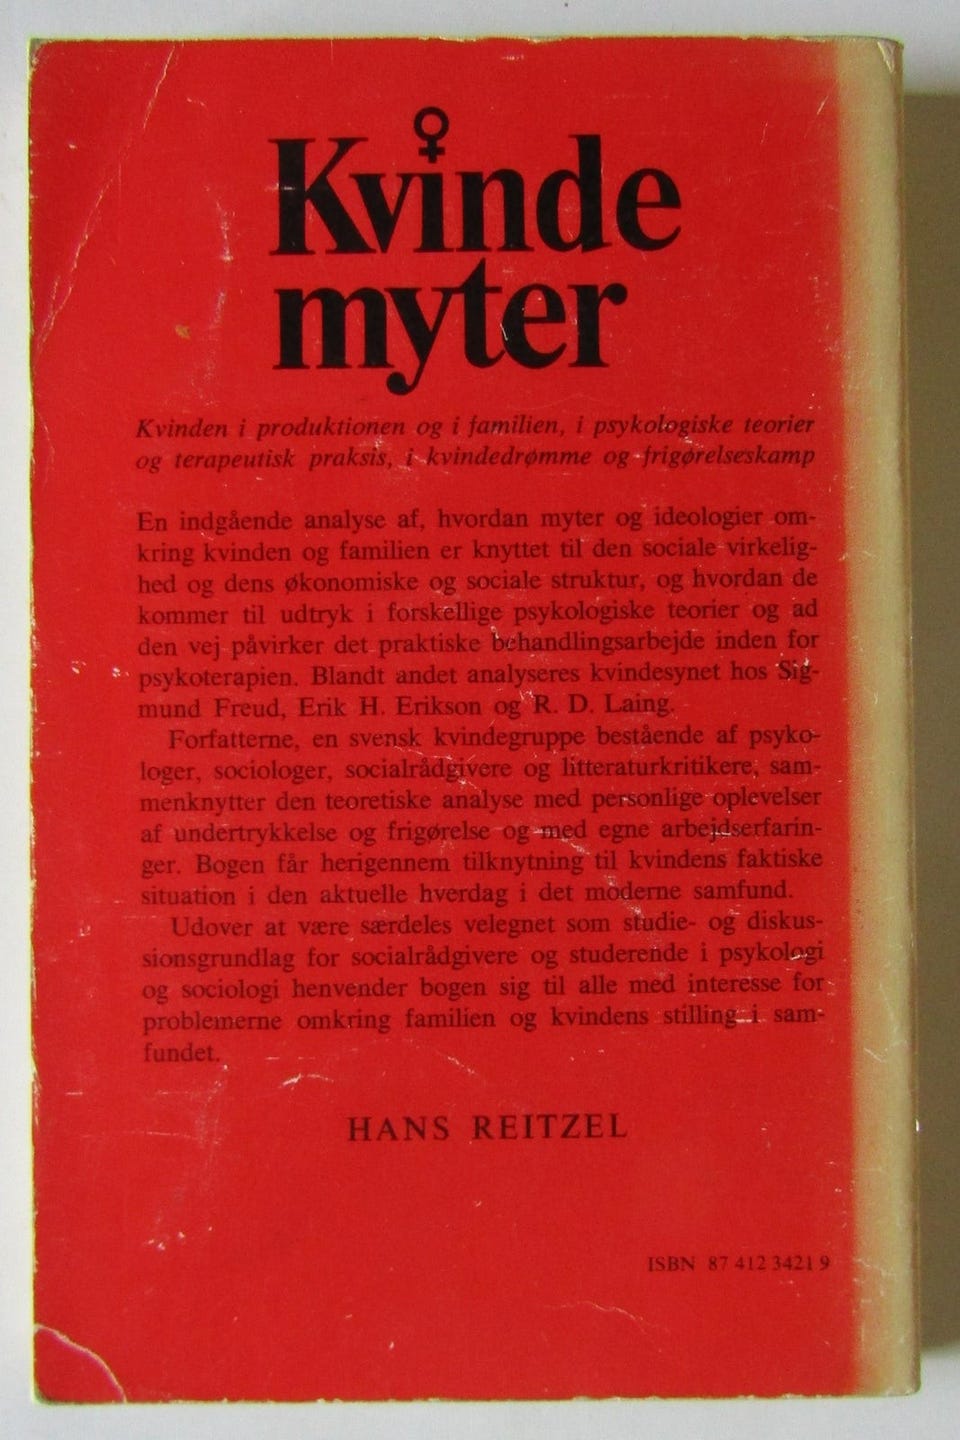 Kvinde
myter
Kvinden i produktionen og i familien, i psykologiske teorier
og terapeutisk praksis, i kvindedrømme og frigørelseskamp
En indgående analyse af, hvordan myter og ideologier om-
kring kvinden og familien er knyttet til den sociale virkelig-
hed og dens økonomiske og sociale struktur, og hvordan de
kommer til udtryk i forskellige psykologiske teorier og ad
den vej påvirker det praktiske behandlingsarbejde inden for
psykoterapien. Blandt andet analyseres kvindesynet hos Sig-
mund Freud, Erik H. Erikson og R. D. Laing.
Forfatterne, en svensk kvindegruppe bestående af psyko-
loger, sociologer, socialrådgivere og litteraturkritikere, sam-
menknytter den teoretiske analyse med personlige oplevelser
af undertrykkelse og frigørelse og med egne arbejdserfarin-
ger. Bogen får herigennem tilknytning til kvindens faktiske
situation i den aktuelle hverdag i det moderne samfund.
Udover at være særdeles velegnet som studie- og diskus-
sionsgrundlag for socialrådgivere og studerende i psykologi
og sociologi henvender bogen sig til alle med interesse for
problemerne omkring familien og kvindens stilling i sam-
fundet.
HANS REITZEL
ISBN 87 412 3421 9